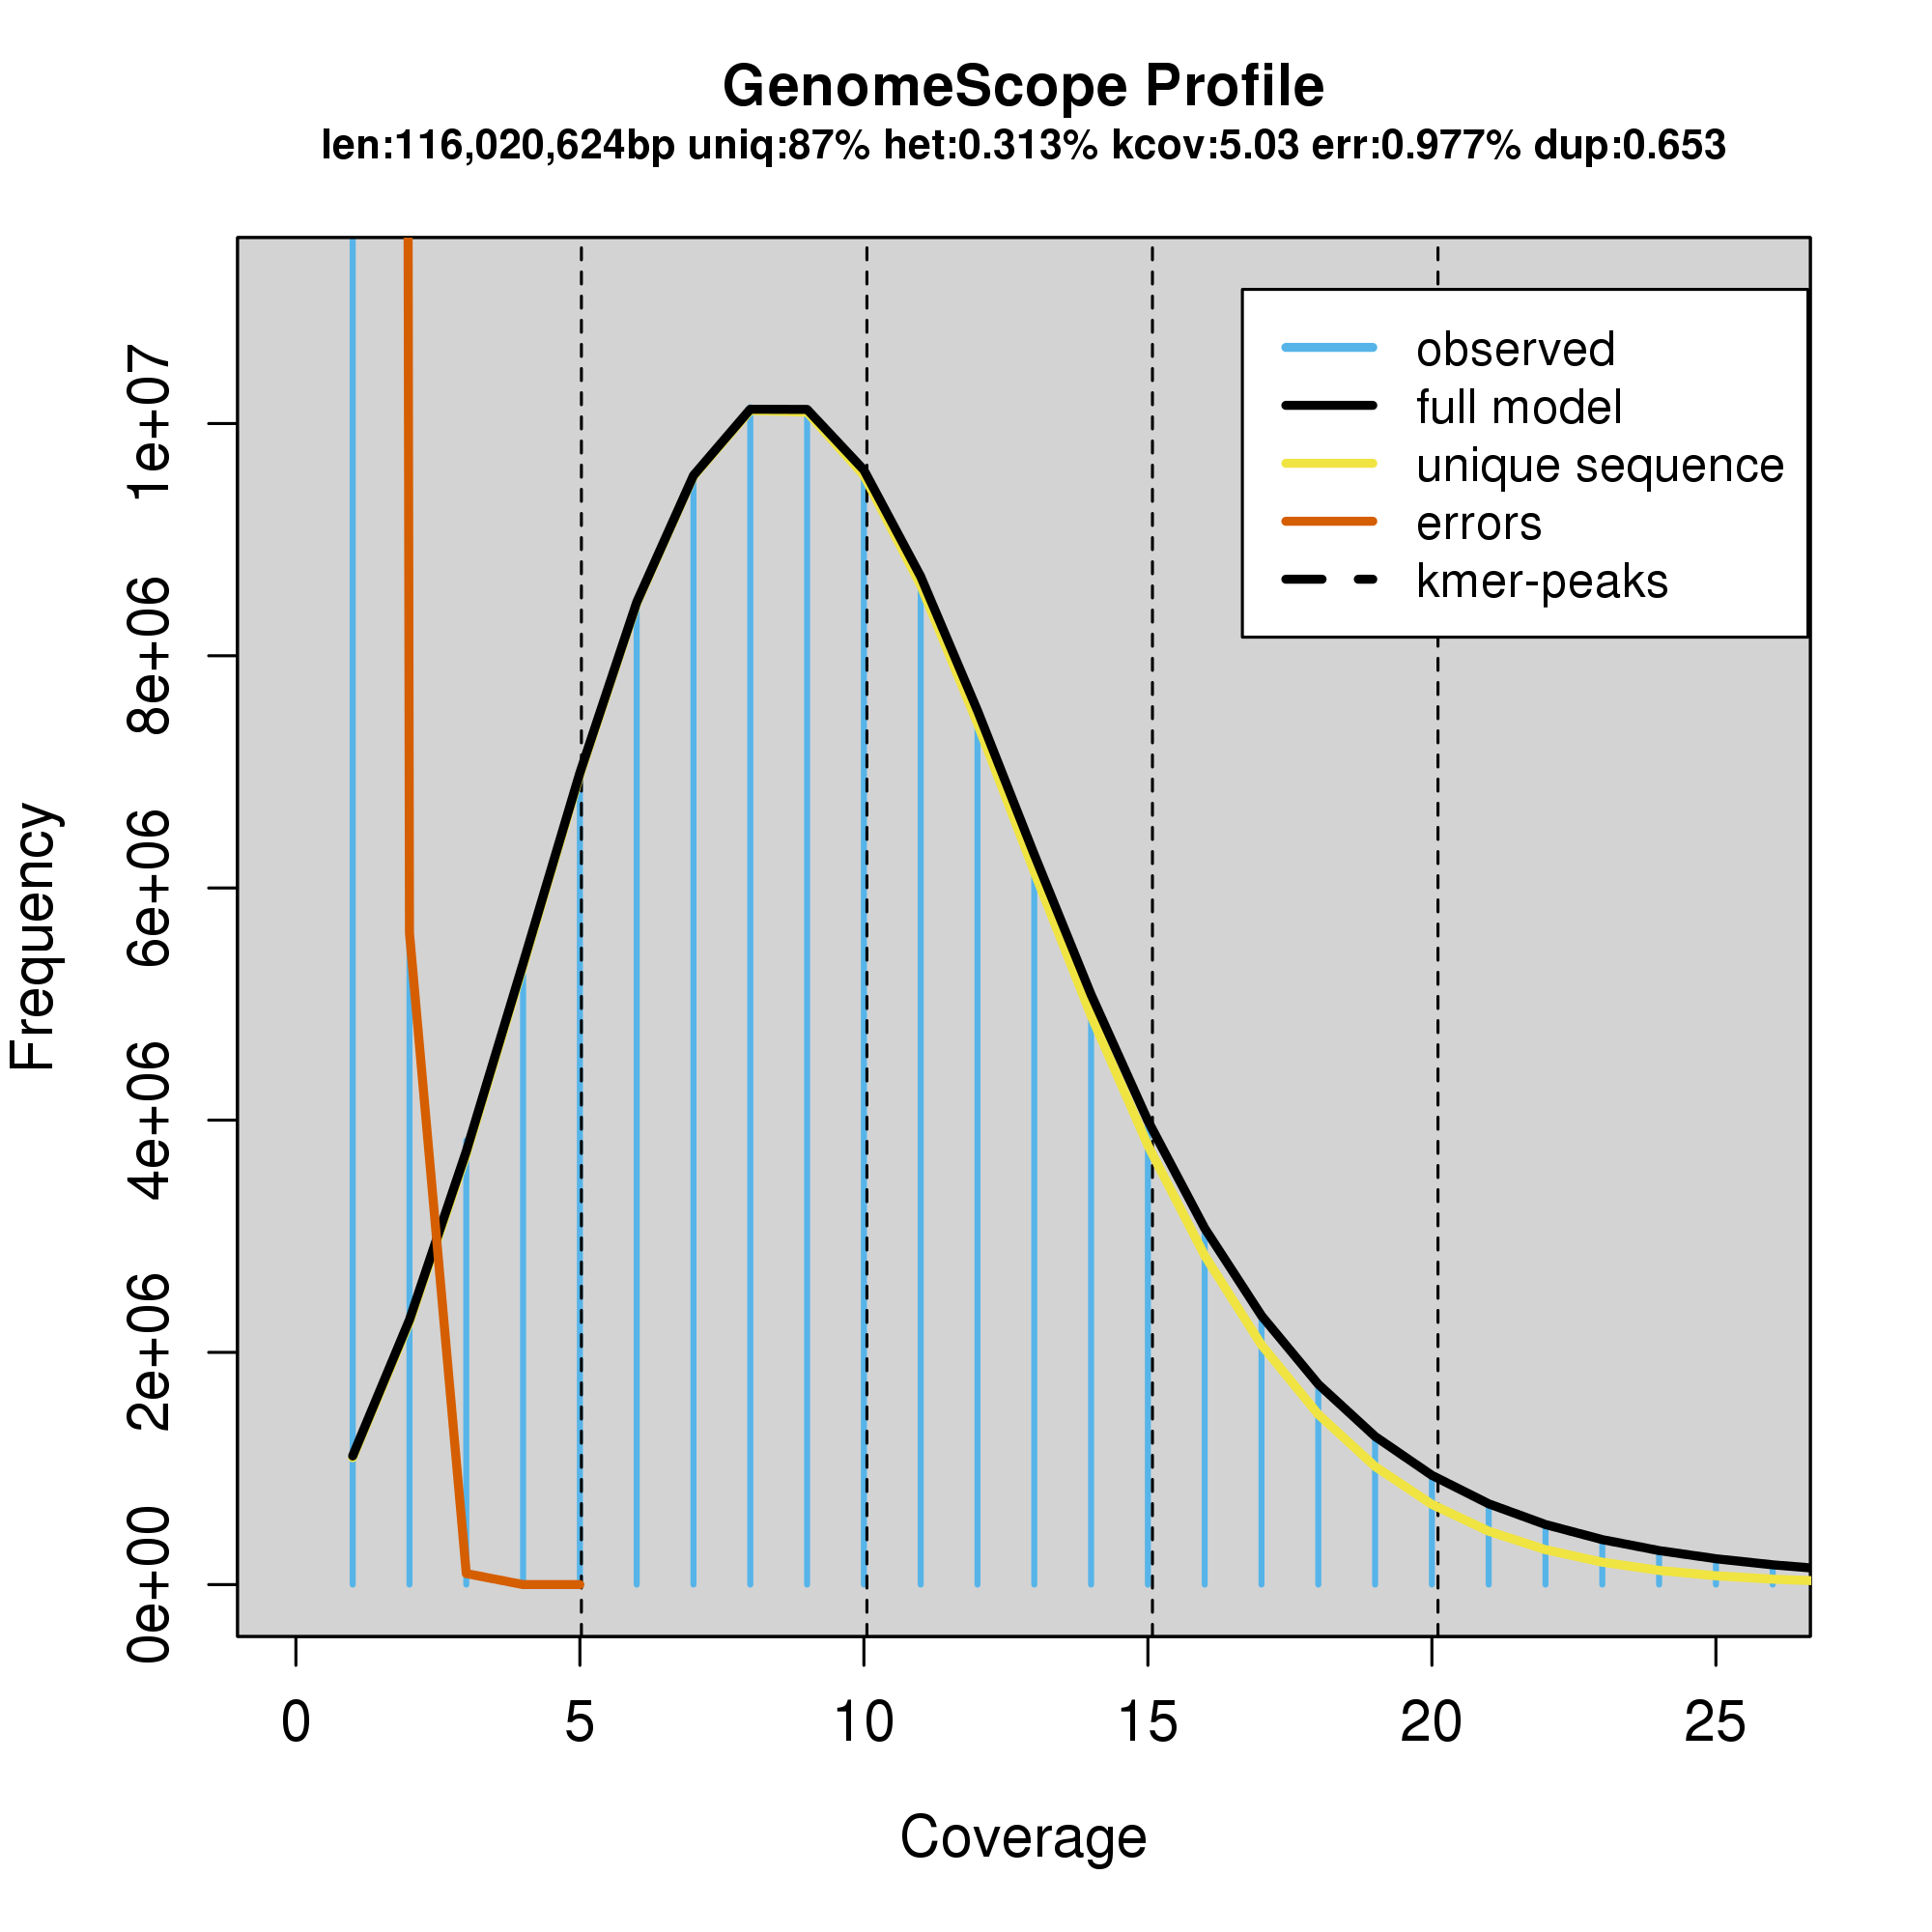 GenomeScope Profile
len:116,020,624bp uniq:87% het:0.313% kcov:5.03 err:0.977% dup:0.653
observed
full model
unique sequence
errors
kmer-peaks
Frequency
1e+07
8e+06
6e+06
4e+06
2e+06
0e+00
0 5 10 15 20 25
Coverage